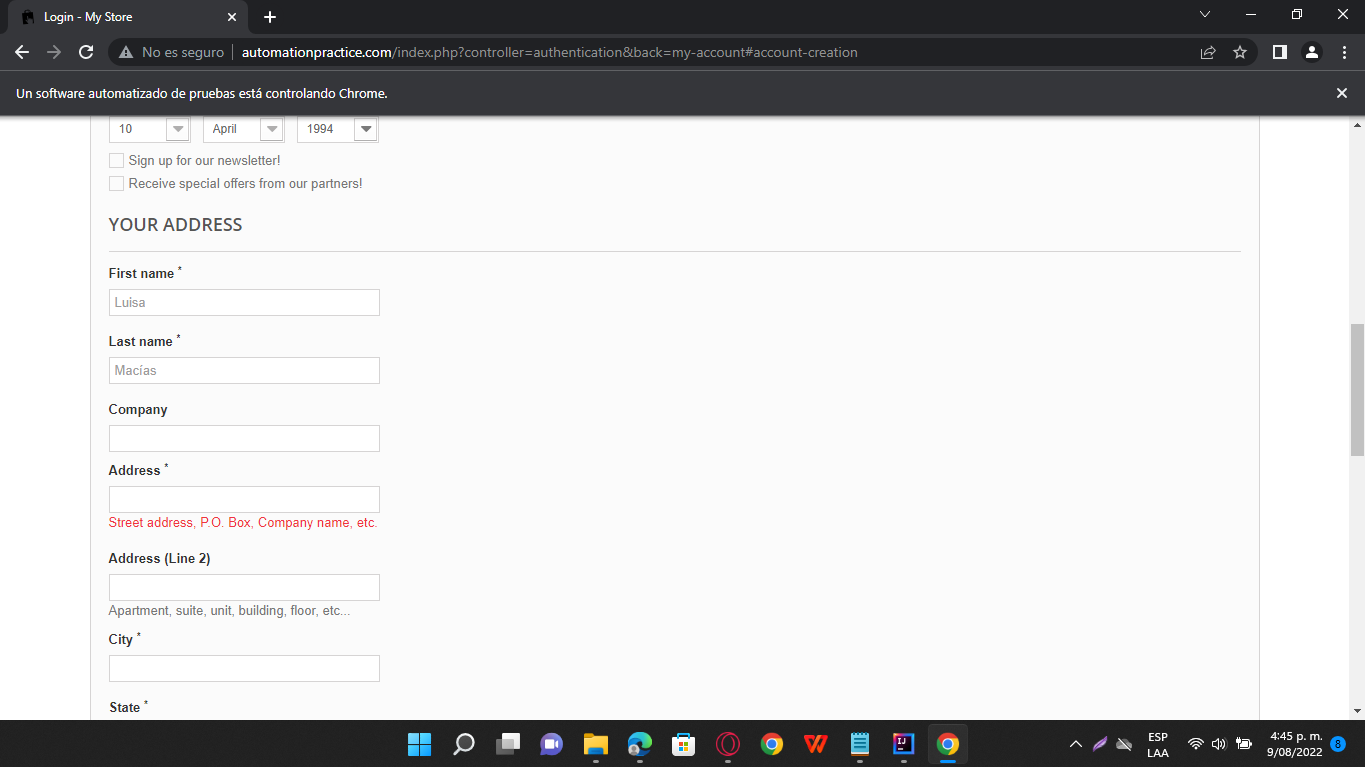 Login - My Store
No es seguro
automationpractice.com/index.php?controller=authentication&back=my-account#account-creation
Un software automatizado de pruebas está controlando Chrome.
10 April 1994
Sign up for our newsletter!
Receive special offers from our partners!
YOUR ADDRESS
First name *
Luisa
Last name *
Macías
Company
Address *
Street address, P.O. Box, Company name, etc.
Address (Line 2)
Apartment, suite, unit, building, floor, etc...
City *
State *
IJ
ESP
LAA
4:45 p. m.
9/08/2022
8